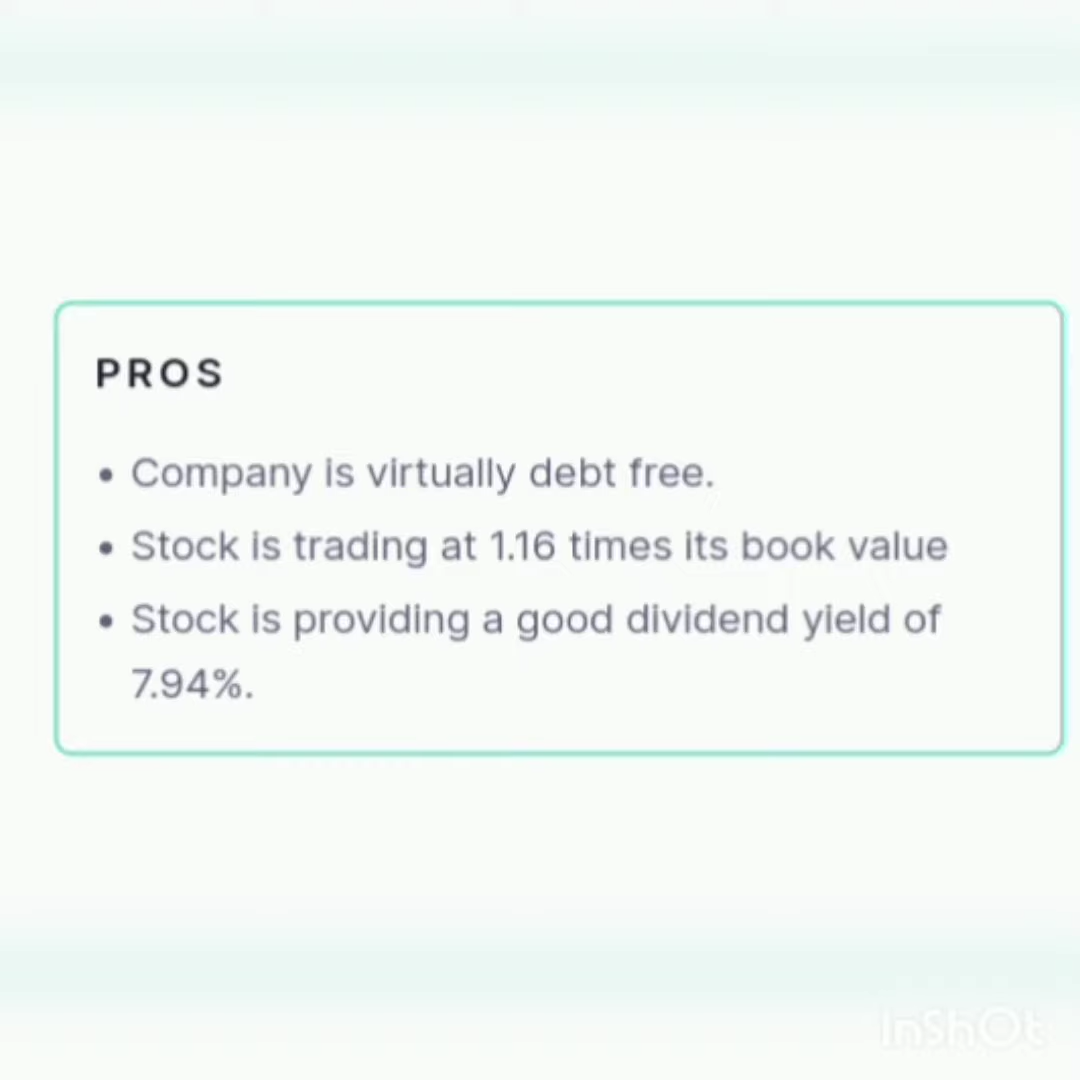 PROS
• Company is virtually debt free.
• Stock is trading at 1.16 times its book value
• Stock is providing a good dividend yield of
7.94%.
InShOt